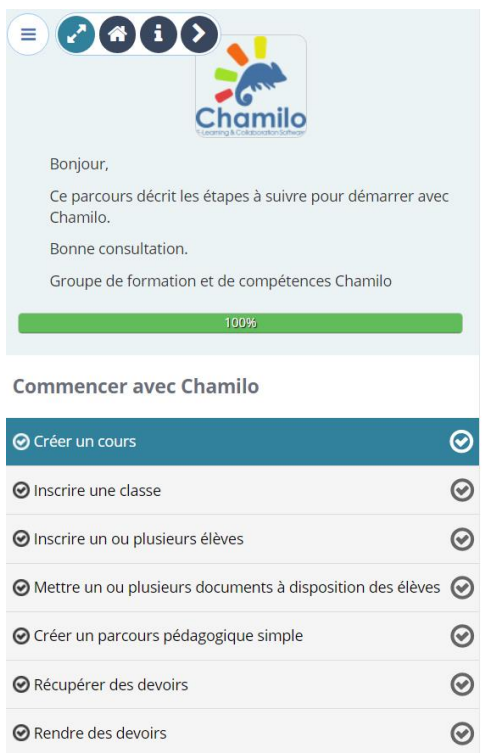 Chamilo
E-Learning & Collaboration Software
Bonjour,
Ce parcours décrit les étapes à suivre pour démarrer avec
Chamilo.
Bonne consultation.
Groupe de formation et de compétences Chamilo
100%
Commencer avec Chamilo
Créer un cours
Inscrire une classe
Inscrire un ou plusieurs élèves
Mettre un ou plusieurs documents à disposition des élèves
Créer un parcours pédagogique simple
Récupérer des devoirs
Rendre des devoirs